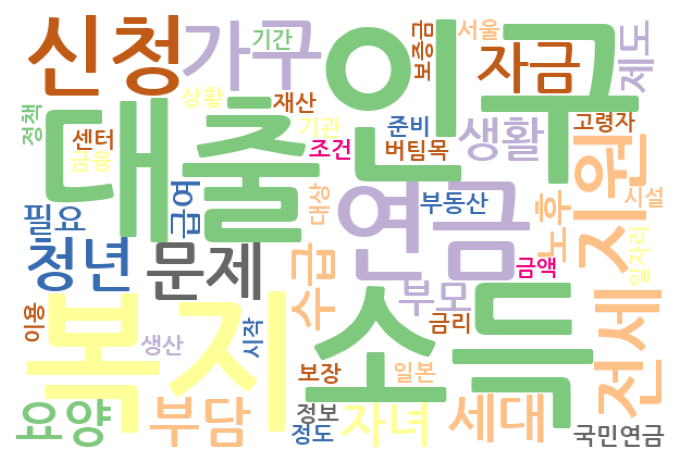 신청
가구
기간
인구
보증금
서울
자금
제도
대출
상황
재산
정책
센터
금융
기관
준비
조건
버팀목
생활
고령자
연금
지원
필요
급여
대상
부동산
노후
시설
청년
문제
수급
부모
금액
일자리
복지
소득
전세
이용
생산
시작
금리
보장
일본
요양
부담
정보
정도
자녀
세대
국민연금